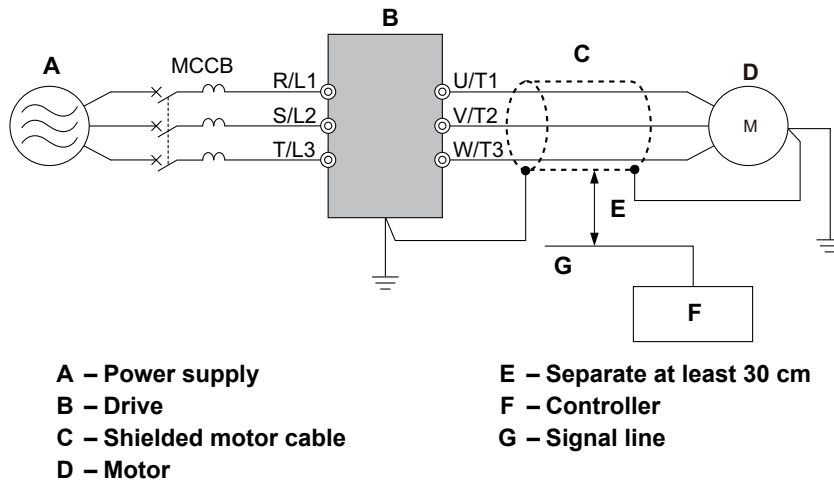 B
A
MCCB
C
D
R/L1
U/T1
S/L2
V/T2
M
T/L3
W/T3
E
G
F
A – Power supply
B – Drive
C – Shielded motor cable
D – Motor
E – Separate at least 30 cm
F – Controller
G – Signal line